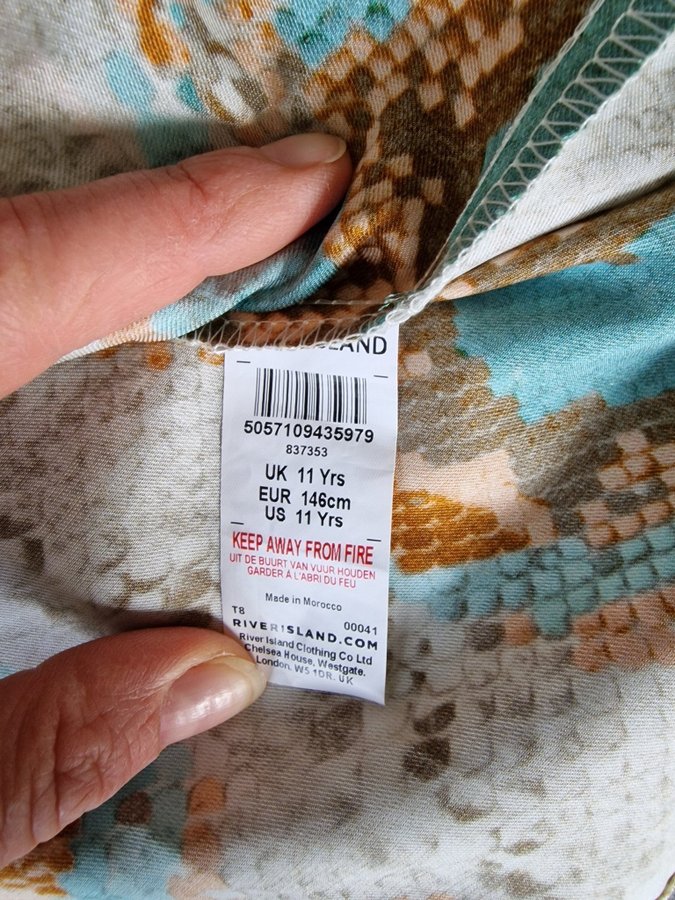 ISLAND
5057109435979
837353
UK 11 Yrs
EUR 146cm
US 11 Yrs
KEEP AWAY FROM FIRE
UIT DE BUURT VAN VUUR HOUDEN
GARDER À L'ABRI DU FEU
Made in Morocco
T8 00041
RIVERISLAND.COM
River Island Clothing Co Ltd
Chelsea House, Westgate,
London. W5 1DR. UK